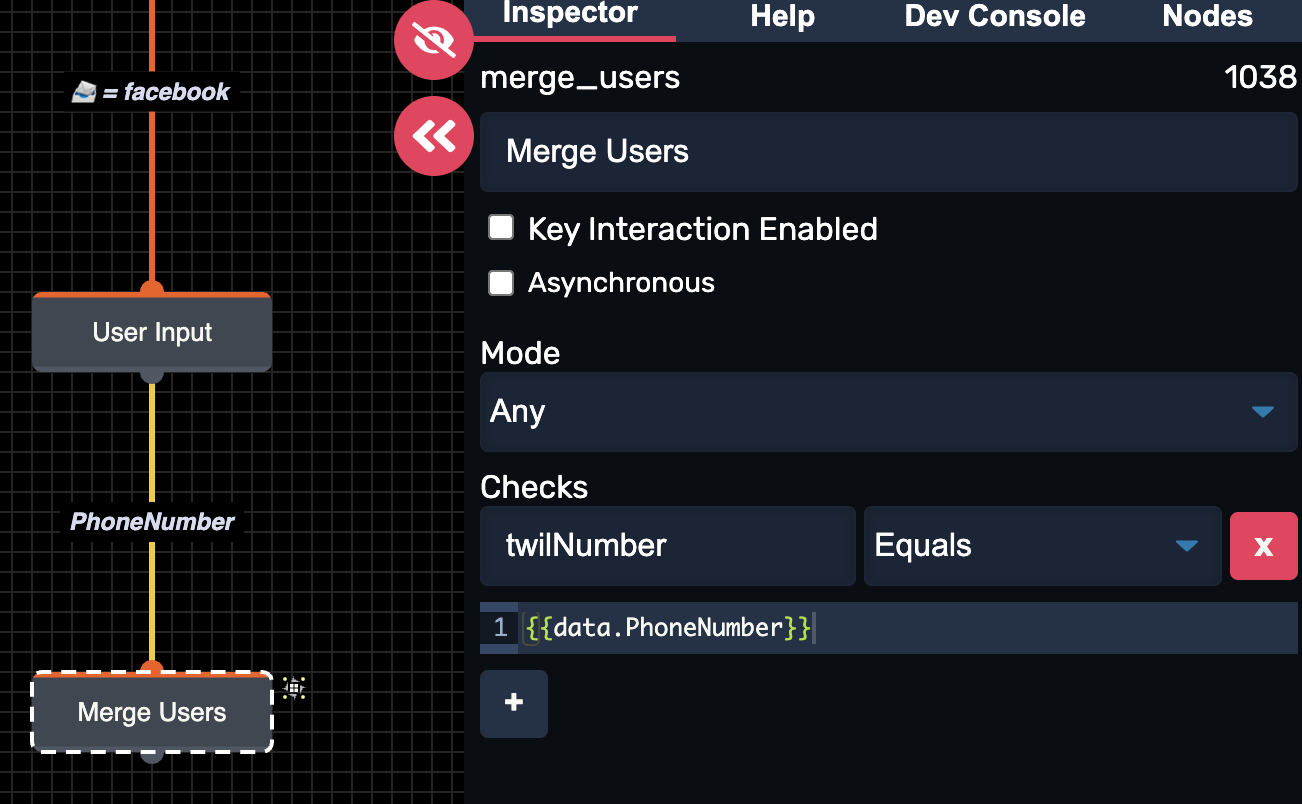 = facebook
User Input
PhoneNumber
Merge Users
Inspector Help Dev Console Nodes
merge_users 1038
Merge Users
Key Interaction Enabled
Asynchronous
Mode
Any
Checks
twilNumber Equals x
1 {{data.PhoneNumber}}
+